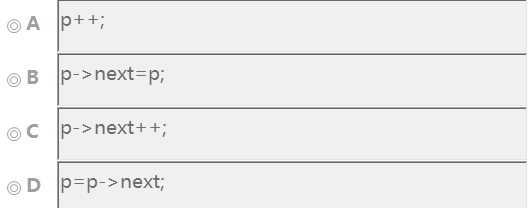 A p++;
B p->next=p;
C p->next++;
D p=p->next;